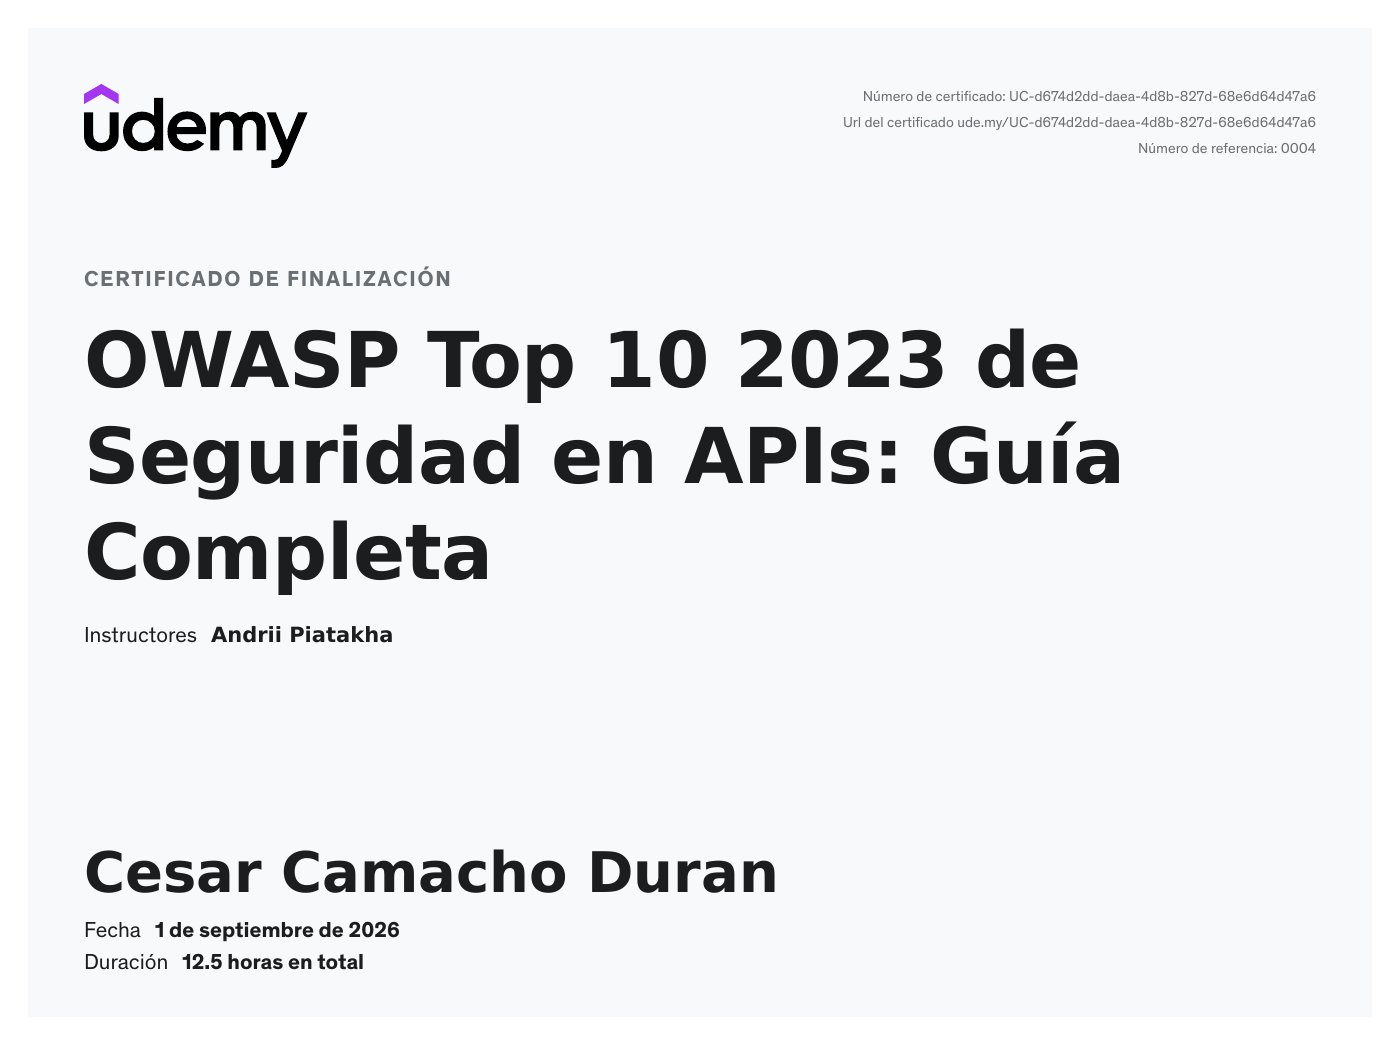 udemy
Número de certificado: UC-d674d2dd-daea-4d8b-827d-68e6d64d47a6
Url del certificado ude.my/UC-d674d2dd-daea-4d8b-827d-68e6d64d47a6
Número de referencia: 0004
CERTIFICADO DE FINALIZACIÓN
OWASP Top 10 2023 de
Seguridad en APIs: Guía
Completa
Instructores Andrii Piatakha
Cesar Camacho Duran
Fecha 1 de septiembre de 2026
Duración 12.5 horas en total